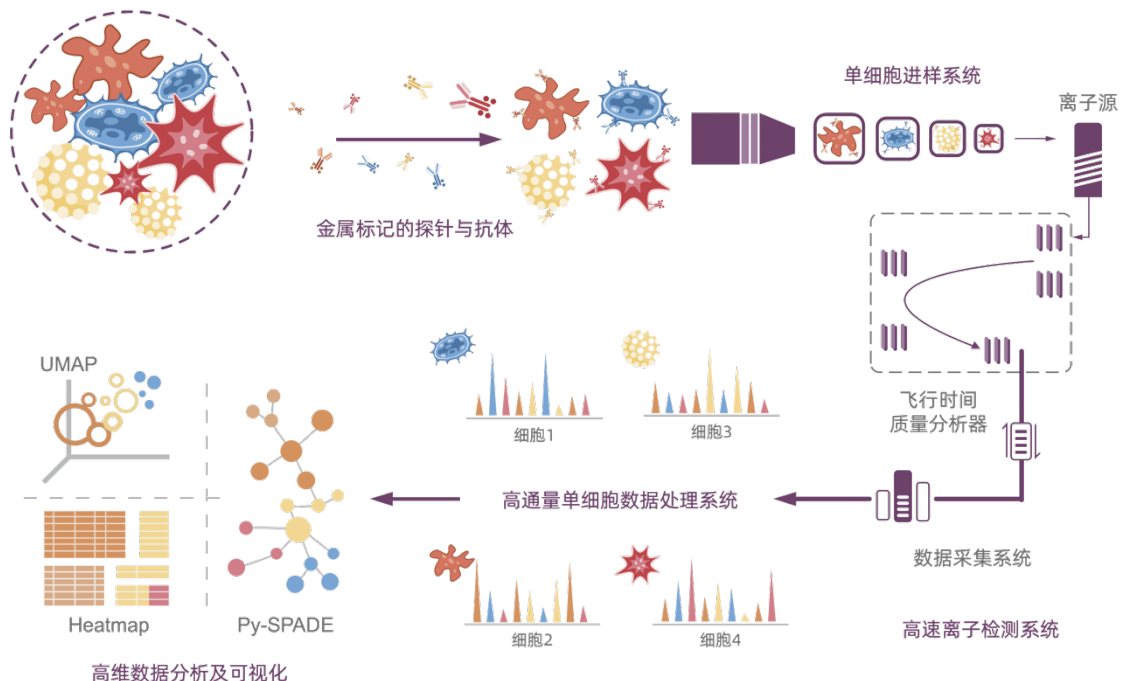 单细胞进样系统
离子源
金属标记的探针与抗体
飞行时间
质量分析器
UMAP
细胞1
细胞3
高通量单细胞数据处理系统
数据采集系统
Heatmap
Py-SPADE
细胞2
细胞4
高速离子检测系统
高维数据分析及可视化